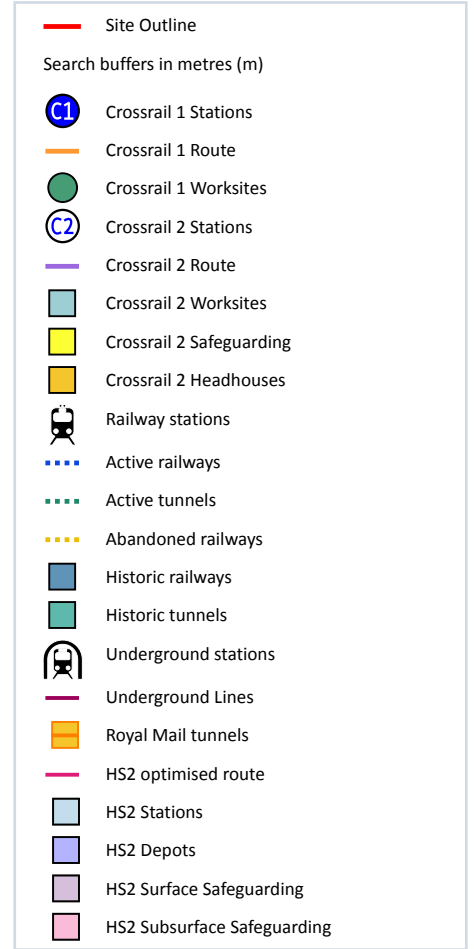 Site Outline
Search buffers in metres (m)
C1 Crossrail 1 Stations
Crossrail 1 Route
Crossrail 1 Worksites
C2 Crossrail 2 Stations
Crossrail 2 Route
Crossrail 2 Worksites
Crossrail 2 Safeguarding
Crossrail 2 Headhouses
Railway stations
Active railways
Active tunnels
Abandoned railways
Historic railways
Historic tunnels
Underground stations
Underground Lines
Royal Mail tunnels
HS2 optimised route
HS2 Stations
HS2 Depots
HS2 Surface Safeguarding
HS2 Subsurface Safeguarding